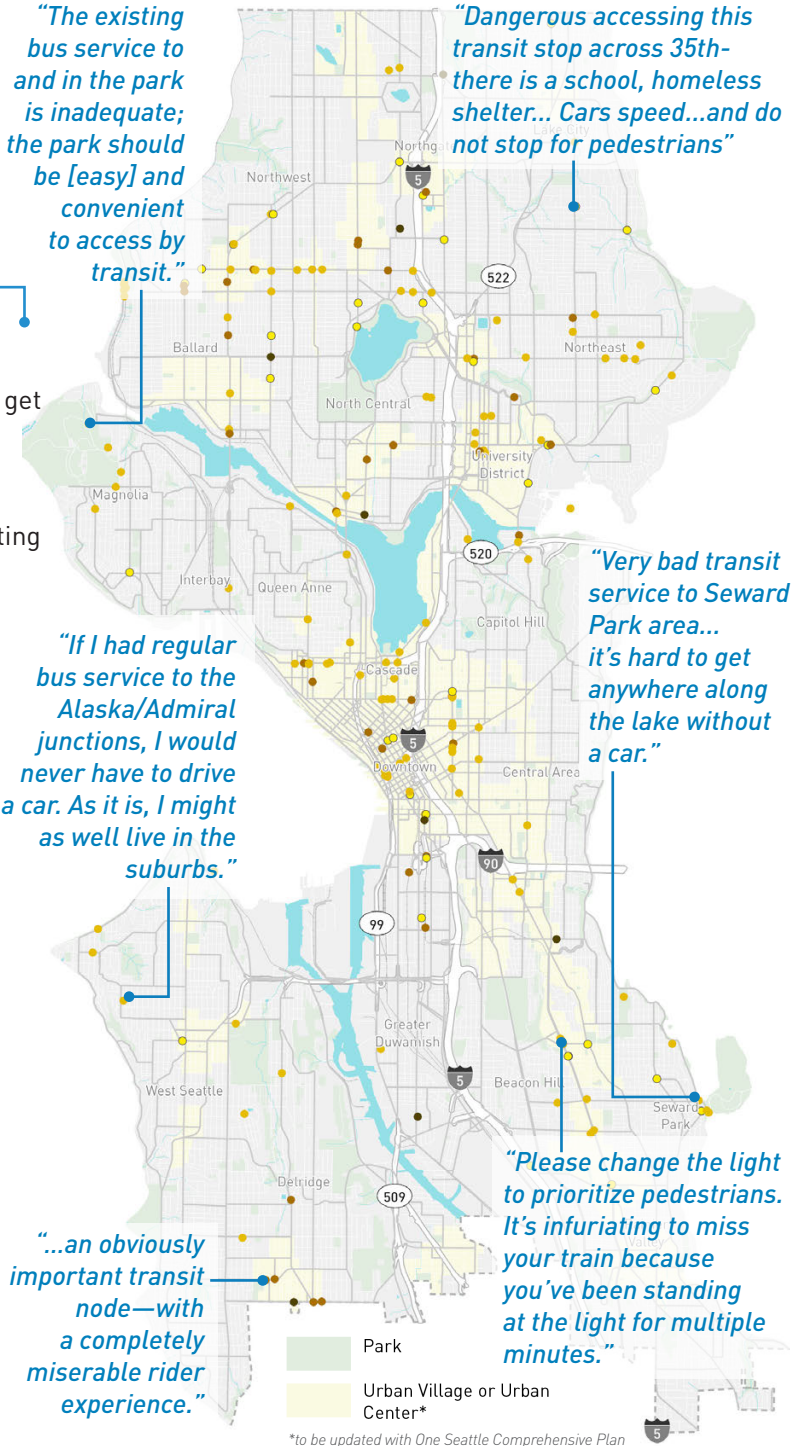 “The existing
bus service to
and in the park
is inadequate;
the park should
be [easy] and
convenient
to access by
transit.”
“Dangerous accessing this
transit stop across 35th-
there is a school, homeless
shelter... Cars speed...and do
not stop for pedestrians”
Lake City
Northgate
Northwest
5
522
Ballard
Northeast
get
North Central
University
District
Magnolia
ting
520
Interbay
Queen Anne
Capitol Hill
“Very bad transit
service to Seward
Park area...
it’s hard to get
anywhere along
the lake without
a car.”
“If I had regular
bus service to the
Alaska/Admiral
junctions, I would
never have to drive
a car. As it is, I might
as well live in the
suburbs.”
Cascade
5
Downtown
Central Area
90
99
Greater
Duwamish
5
Beacon Hill
West Seattle
Seward
Park
Delridge
509
“Please change the light
to prioritize pedestrians.
It’s infuriating to miss
your train because
you’ve been standing
at the light for multiple
minutes.”
Valley
“...an obviously
important transit
node—with
a completely
miserable rider
experience.”
Park
Urban Village or Urban
Center*
*to be updated with One Seattle Comprehensive Plan
5